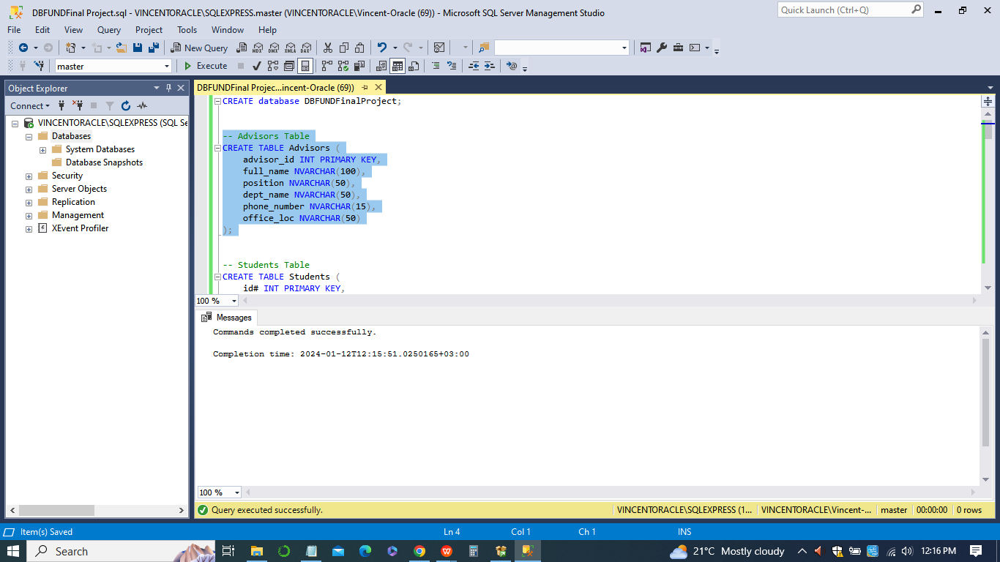 DBFUNDFinal Project.sql - VINCENTORACLE\SQLEXPRESS.master (VINCENTORACLE\Vincent-Oracle (69)) - Microsoft SQL Server Management Studio
Quick Launch (Ctrl+Q)
File Edit View Query Project Tools Window Help
New Query MDX DMX XMLA DAX
master Execute
Object Explorer
Connect
VINCENTORACLE\SQLEXPRESS (SQL Se
Databases
System Databases
Database Snapshots
Security
Server Objects
Replication
Management
XEvent Profiler
DBFUND Projec...incent-Oracle (69))
CREATE database DBFUNDFinalProject;
-- Advisors Table
CREATE TABLE Advisors (
advisor_id INT PRIMARY KEY,
full_name NVARCHAR(100),
position NVARCHAR(50),
dept_name NVARCHAR(50),
phone_number NVARCHAR(15),
office_loc NVARCHAR(50)
);
-- Students Table
CREATE TABLE Students (
id# INT PRIMARY KEY,
100 %
Messages
Commands completed successfully.
Completion time: 2024-01-12T12:15:51.0250165+03:00
100 %
Query executed successfully. VINCENTORACLE\SQLEXPRESS (1... VINCENTORACLE\Vincent-... master 00:00:00 0 rows
Item(s) Saved Ln 4 Col 1 Ch 1 INS
Search 21°C Mostly cloudy 12:16 PM